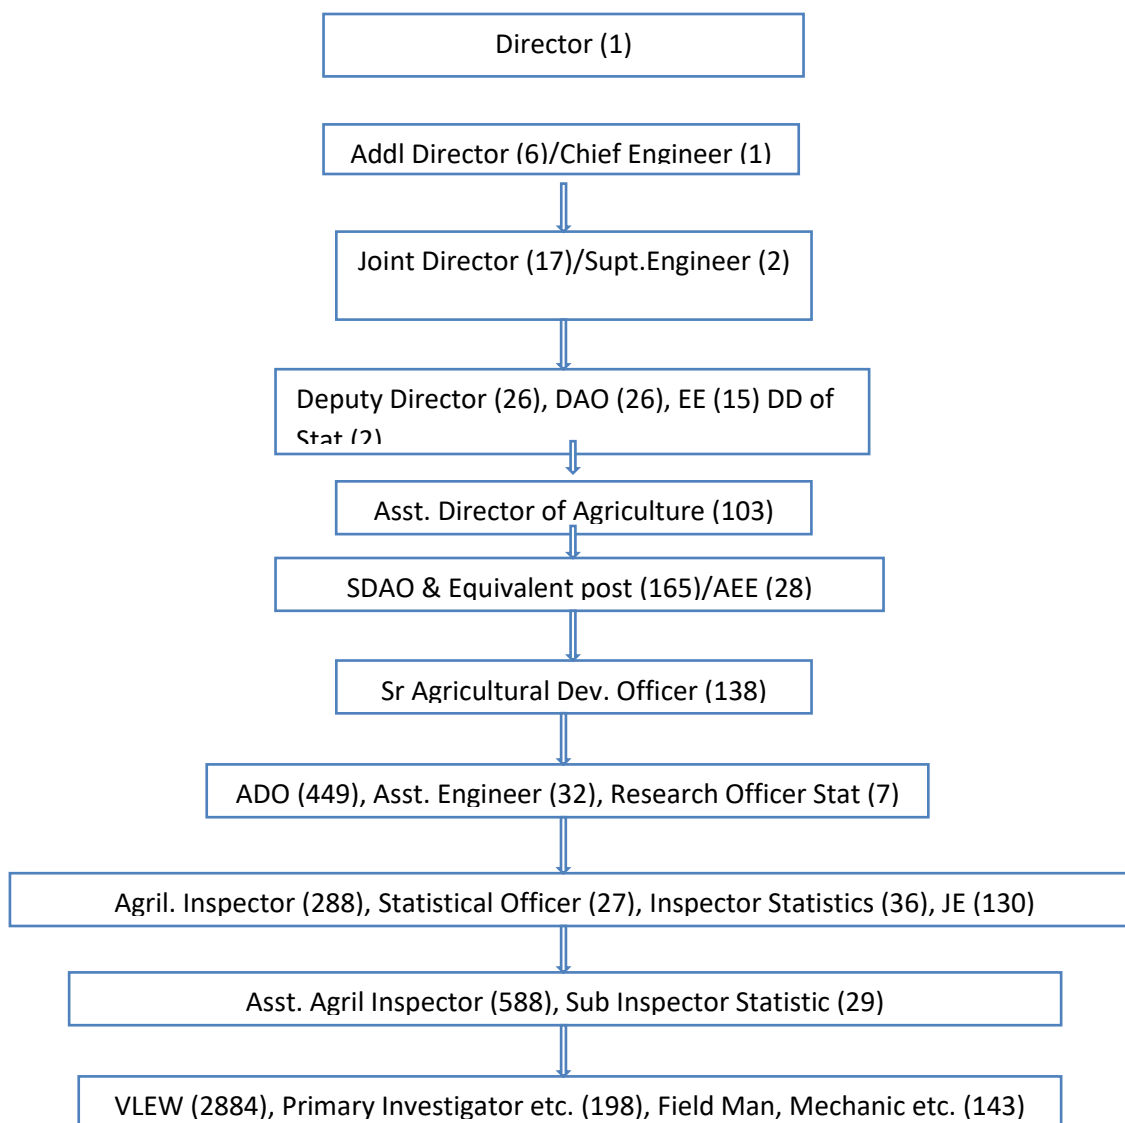 Director (1)
Addl Director (6)/Chief Engineer (1)
Joint Director (17)/Supt.Engineer (2)
Deputy Director (26), DAO (26), EE (15) DD of
Stat (2)
Asst. Director of Agriculture (103)
SDAO & Equivalent post (165)/AEE (28)
Sr Agricultural Dev. Officer (138)
ADO (449), Asst. Engineer (32), Research Officer Stat (7)
Agril. Inspector (288), Statistical Officer (27), Inspector Statistics (36), JE (130)
Asst. Agril Inspector (588), Sub Inspector Statistic (29)
VLEW (2884), Primary Investigator etc. (198), Field Man, Mechanic etc. (143)